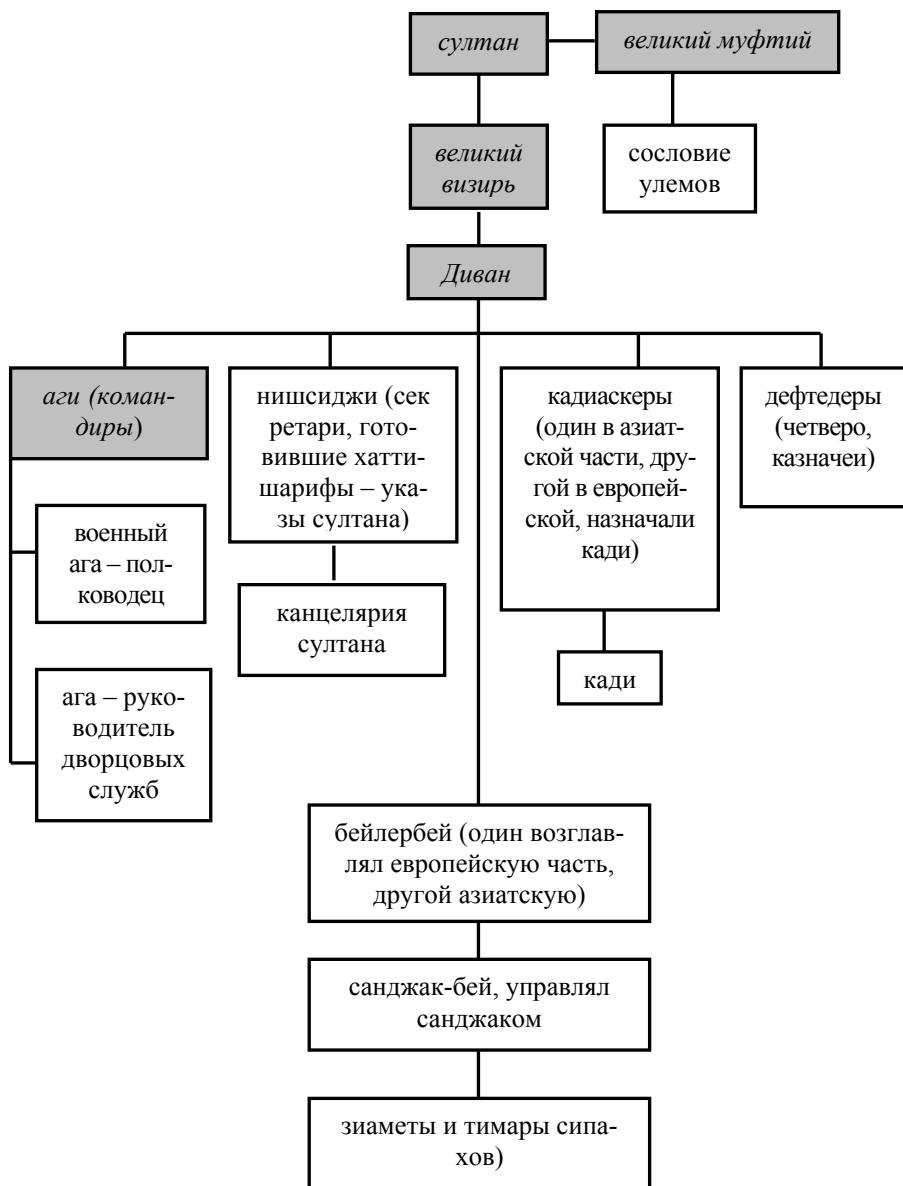 султан
великий муфтий
великий
визирь
сословие
улемов
Диван
аги (коман-
диры)
нишсиджи (сек
ретари, гото-
вившие хатти-
шарифы – ука-
зы султана)
кадиаскеры
(один в азиат-
ской части, дру-
гой в европей-
ской, назначали
кади)
дефтедеры
(четверо,
казначеи)
военный
ага – пол-
ководец
канцелярия
султана
кади
ага – руко-
водитель
дворцовых
служб
бейлербей (один возглав-
лял европейскую часть,
другой азиатскую)
санджак-бей, управлял
санджаком
зиаметы и тимары сипа-
хов)